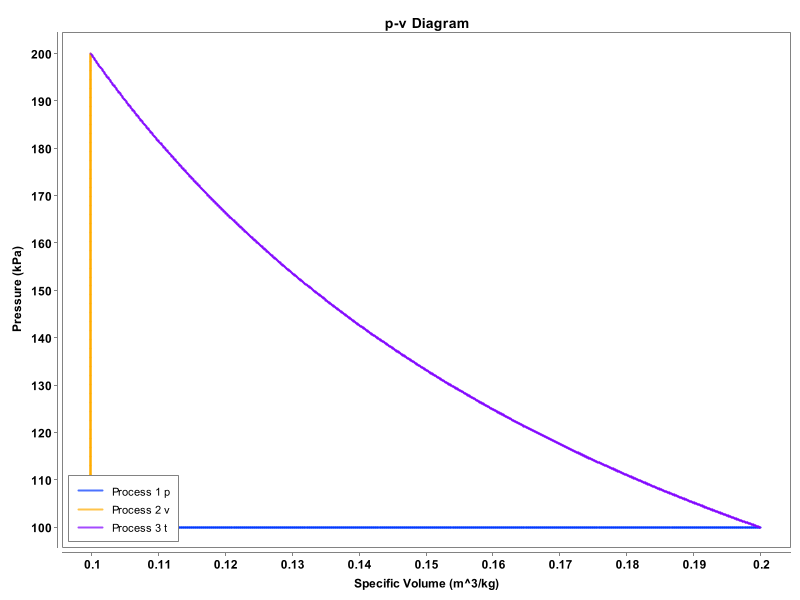 p-v Diagram
200
190
180
170
160
150
140
130
120
110
100
Pressure (kPa)
Process 1 p
Process 2 v
Process 3 t
0.1 0.11 0.12 0.13 0.14 0.15 0.16 0.17 0.18 0.19 0.2
Specific Volume (m^3/kg)